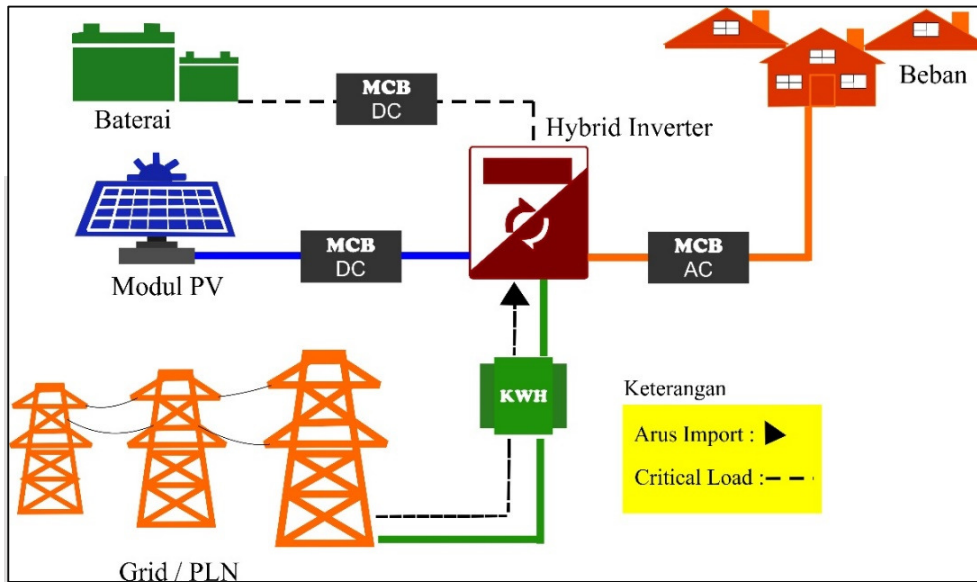 Baterai
MCB
DC
Hybrid Inverter
Beban
Modul PV
MCB
DC
MCB
AC
KWH
Grid / PLN
Keterangan
Arus Import :
Critical Load :